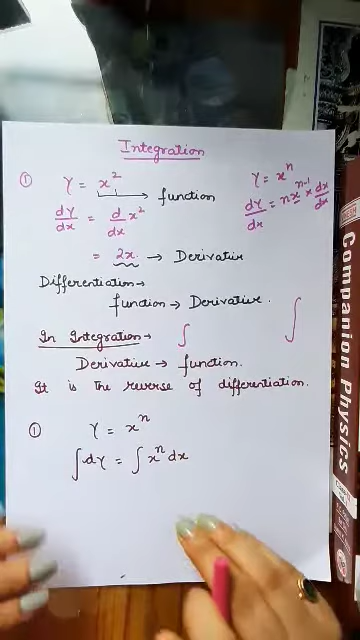 Integration
① Y = x² → function
dY/dx = d/dx x²
= 2x → Derivative
Y = xⁿ
dY/dx = n xⁿ⁻¹ × dx/dx
Differentiation →
function → Derivative.
In Integration → ∫
∫
Derivative → function.
It is the reverse of differentiation.
① Y = xⁿ
∫dY = ∫xⁿ dx
Companion Physics